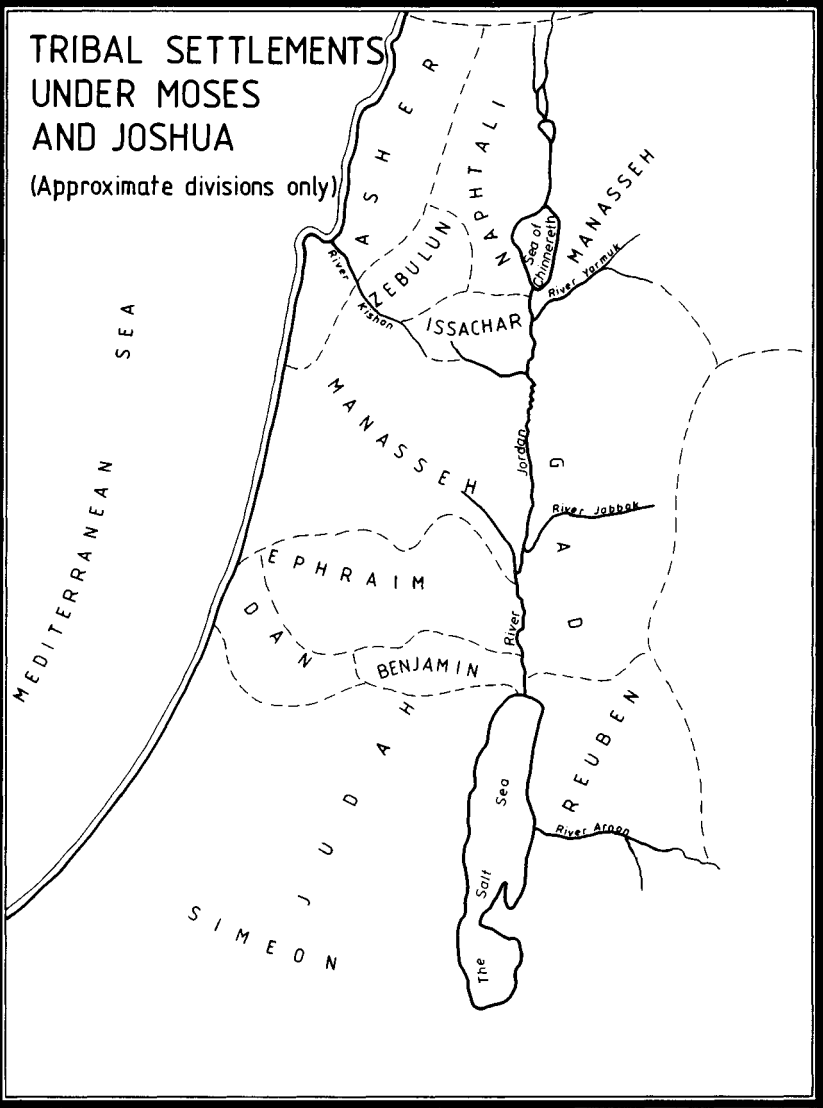 TRIBAL SETTLEMENTS
UNDER MOSES
AND JOSHUA
(Approximate divisions only)
ASHER
NAPHTALI
MANASSEH
Sea of
Chinnereth
River Yarmuk
ZEBULUN
River Kishon
ISSACHAR
MEDITERRANEAN SEA
MANASSEH
River Jordan
GAD
River Jabbok
EPHRAIM
DAN
BENJAMIN
REUBEN
JUDAH
The Salt Sea
River Arnon
SIMEON